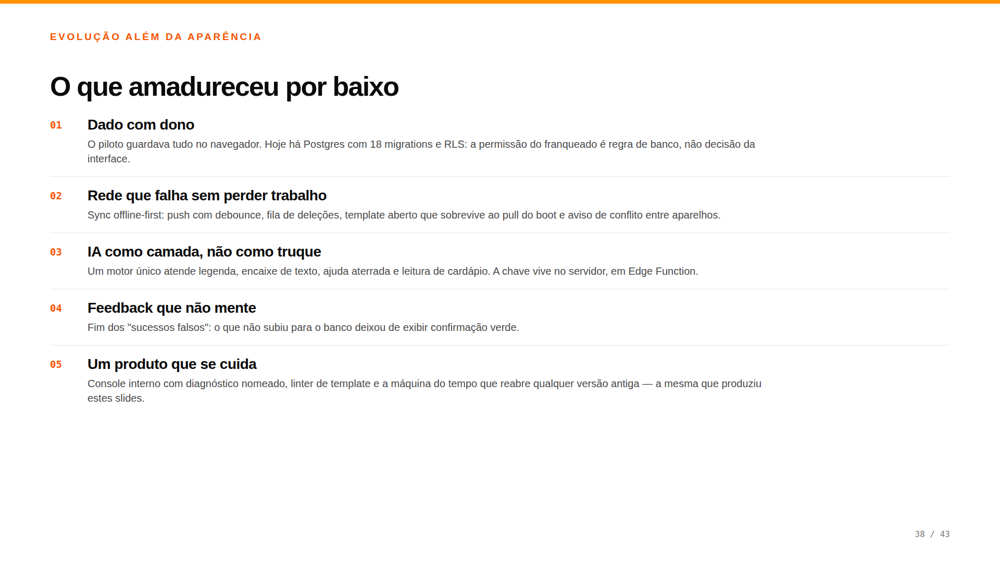 EVOLUÇÃO ALÉM DA APARÊNCIA
O que amadureceu por baixo
01
Dado com dono
O piloto guardava tudo no navegador. Hoje há Postgres com 18 migrations e RLS: a permissão do franqueado é regra de banco, não decisão da
interface.
02
Rede que falha sem perder trabalho
Sync offline-first: push com debounce, fila de deleções, template aberto que sobrevive ao pull do boot e aviso de conflito entre aparelhos.
03
IA como camada, não como truque
Um motor único atende legenda, encaixe de texto, ajuda aterrada e leitura de cardápio. A chave vive no servidor, em Edge Function.
04
Feedback que não mente
Fim dos "sucessos falsos": o que não subiu para o banco deixou de exibir confirmação verde.
05
Um produto que se cuida
Console interno com diagnóstico nomeado, linter de template e a máquina do tempo que reabre qualquer versão antiga — a mesma que produziu
estes slides.
38 / 43